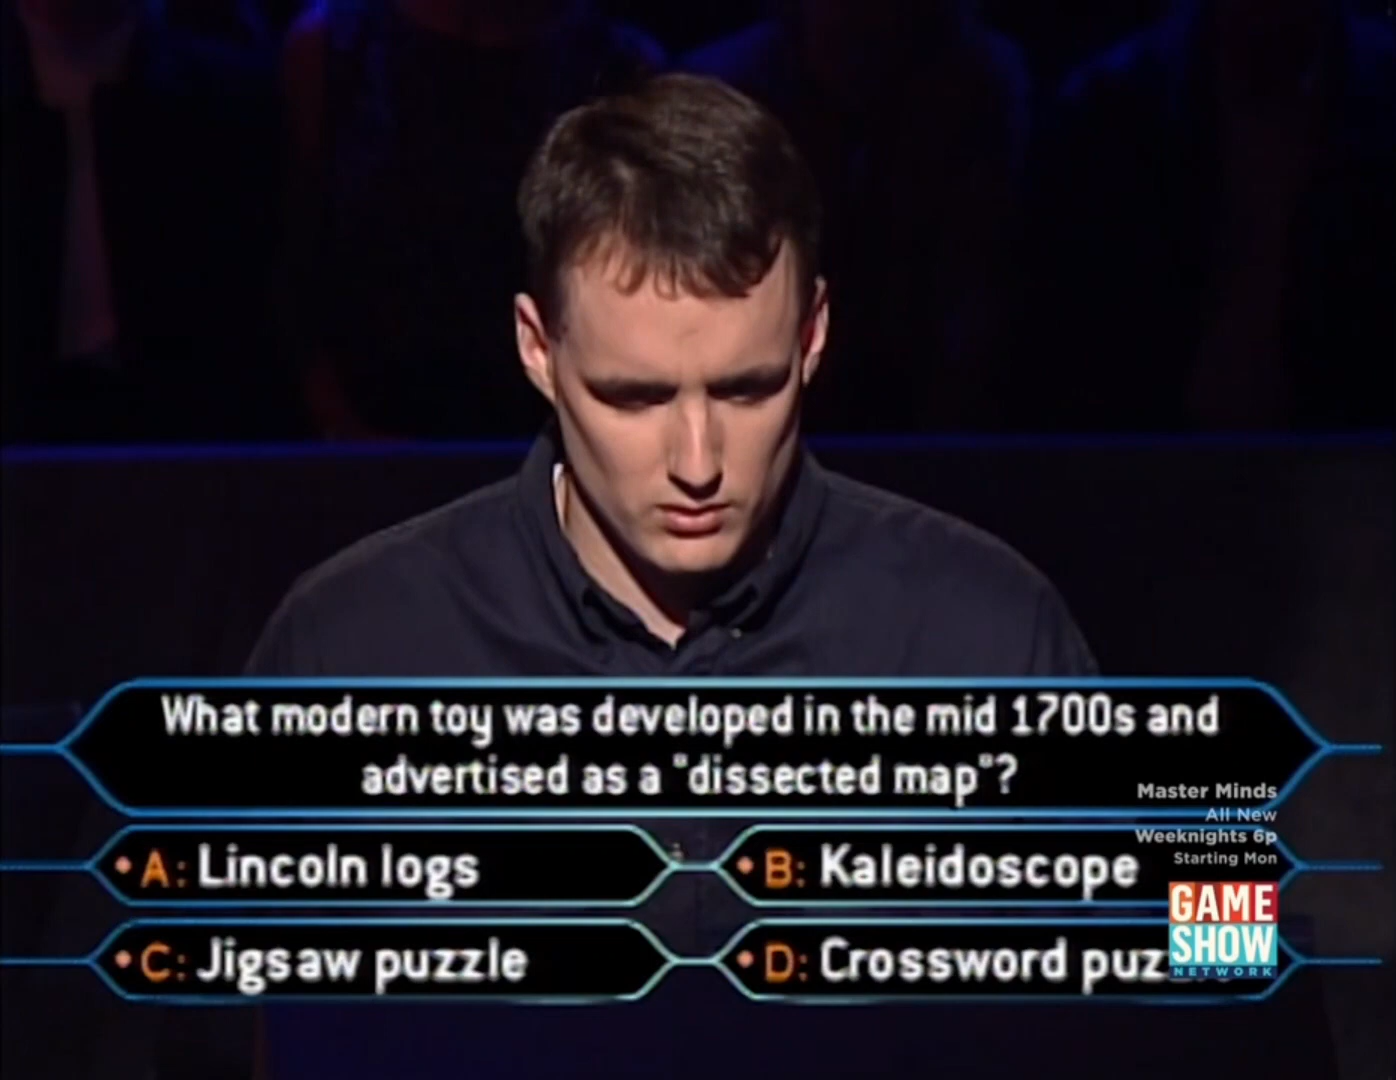 What modern toy was developed in the mid 1700s and
advertised as a "dissected map"?
A: Lincoln logs
B: Kaleidoscope
C: Jigsaw puzzle
D: Crossword puz
Master Minds
All New
Weeknights 6p
Starting Mon
GAME
SHOW
NETWORK